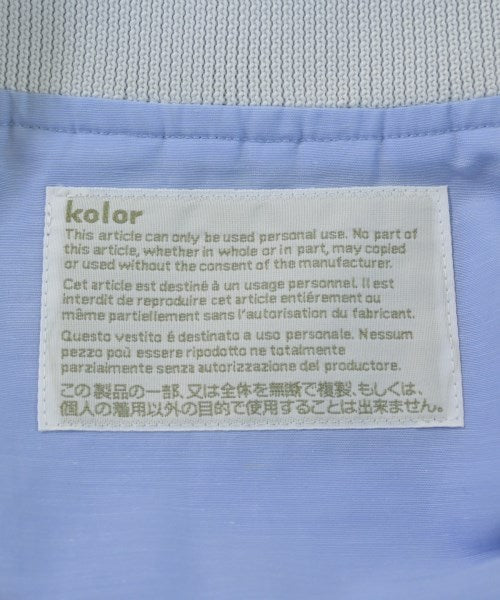 kolor
This article can only be used personal use. No part of
this article, whether in whole or in part, may copied
or used without the consent of the manufacturer.
Cet article est destiné à un usage personnel. Il est
interdit de reproduire cet article entiérement ou
même partiellement sans l'autorisation du fabricant.
Questo vestito é destinato a uso personale. Nessum
pezzo poù essere ripodotto ne totalmente
parzialmente senza autorizzazione del productore.
この製品の一部、又は全体を無断で複製、もしくは、
個人の着用以外の目的で使用することは出来ません。